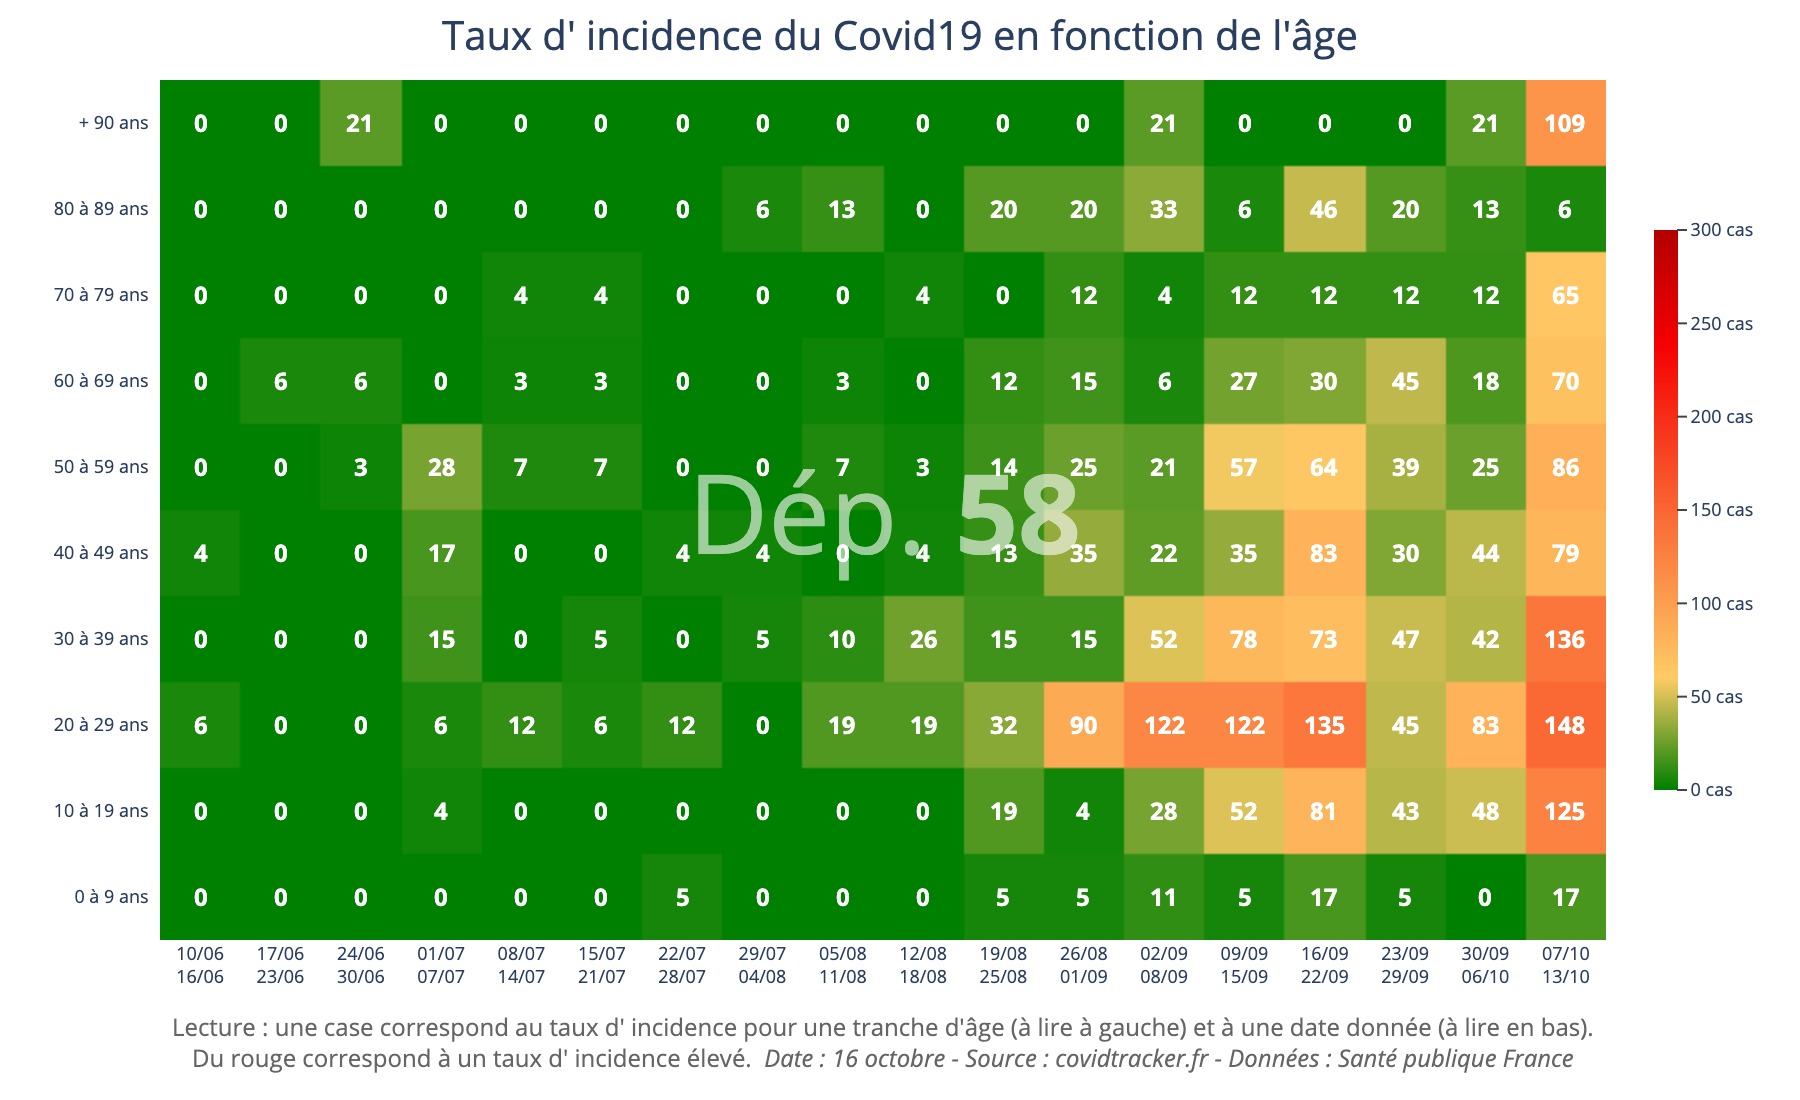 Taux d' incidence du Covid19 en fonction de l'âge
+ 90 ans 0 0 21 0 0 0 0 0 0 0 0 0 21 0 0 0 21 109
80 à 89 ans 0 0 0 0 0 0 0 6 13 0 20 20 33 6 46 20 13 6
70 à 79 ans 0 0 0 0 4 4 0 0 0 4 0 12 4 12 12 12 12 65
60 à 69 ans 0 6 6 0 3 3 0 0 3 0 12 15 6 27 30 45 18 70
50 à 59 ans 0 0 3 28 7 7 0 0 7 3 14 25 21 57 64 39 25 86
Dép. 58
40 à 49 ans 4 0 0 17 0 0 4 4 0 4 13 35 22 35 83 30 44 79
30 à 39 ans 0 0 0 15 0 5 0 5 10 26 15 15 52 78 73 47 42 136
20 à 29 ans 6 0 0 6 12 6 12 0 19 19 32 90 122 122 135 45 83 148
10 à 19 ans 0 0 0 4 0 0 0 0 0 0 19 4 28 52 81 43 48 125
0 à 9 ans 0 0 0 0 0 0 5 0 0 0 5 5 11 5 17 5 0 17
10/06 17/06 24/06 01/07 08/07 15/07 22/07 29/07 05/08 12/08 19/08 26/08 02/09 09/09 16/09 23/09 30/09 07/10
16/06 23/06 30/06 07/07 14/07 21/07 28/07 04/08 11/08 18/08 25/08 01/09 08/09 15/09 22/09 29/09 06/10 13/10
300 cas
250 cas
200 cas
150 cas
100 cas
50 cas
0 cas
Lecture : une case correspond au taux d' incidence pour une tranche d'âge (à lire à gauche) et à une date donnée (à lire en bas).
Du rouge correspond à un taux d' incidence élevé. Date : 16 octobre - Source : covidtracker.fr - Données : Santé publique France